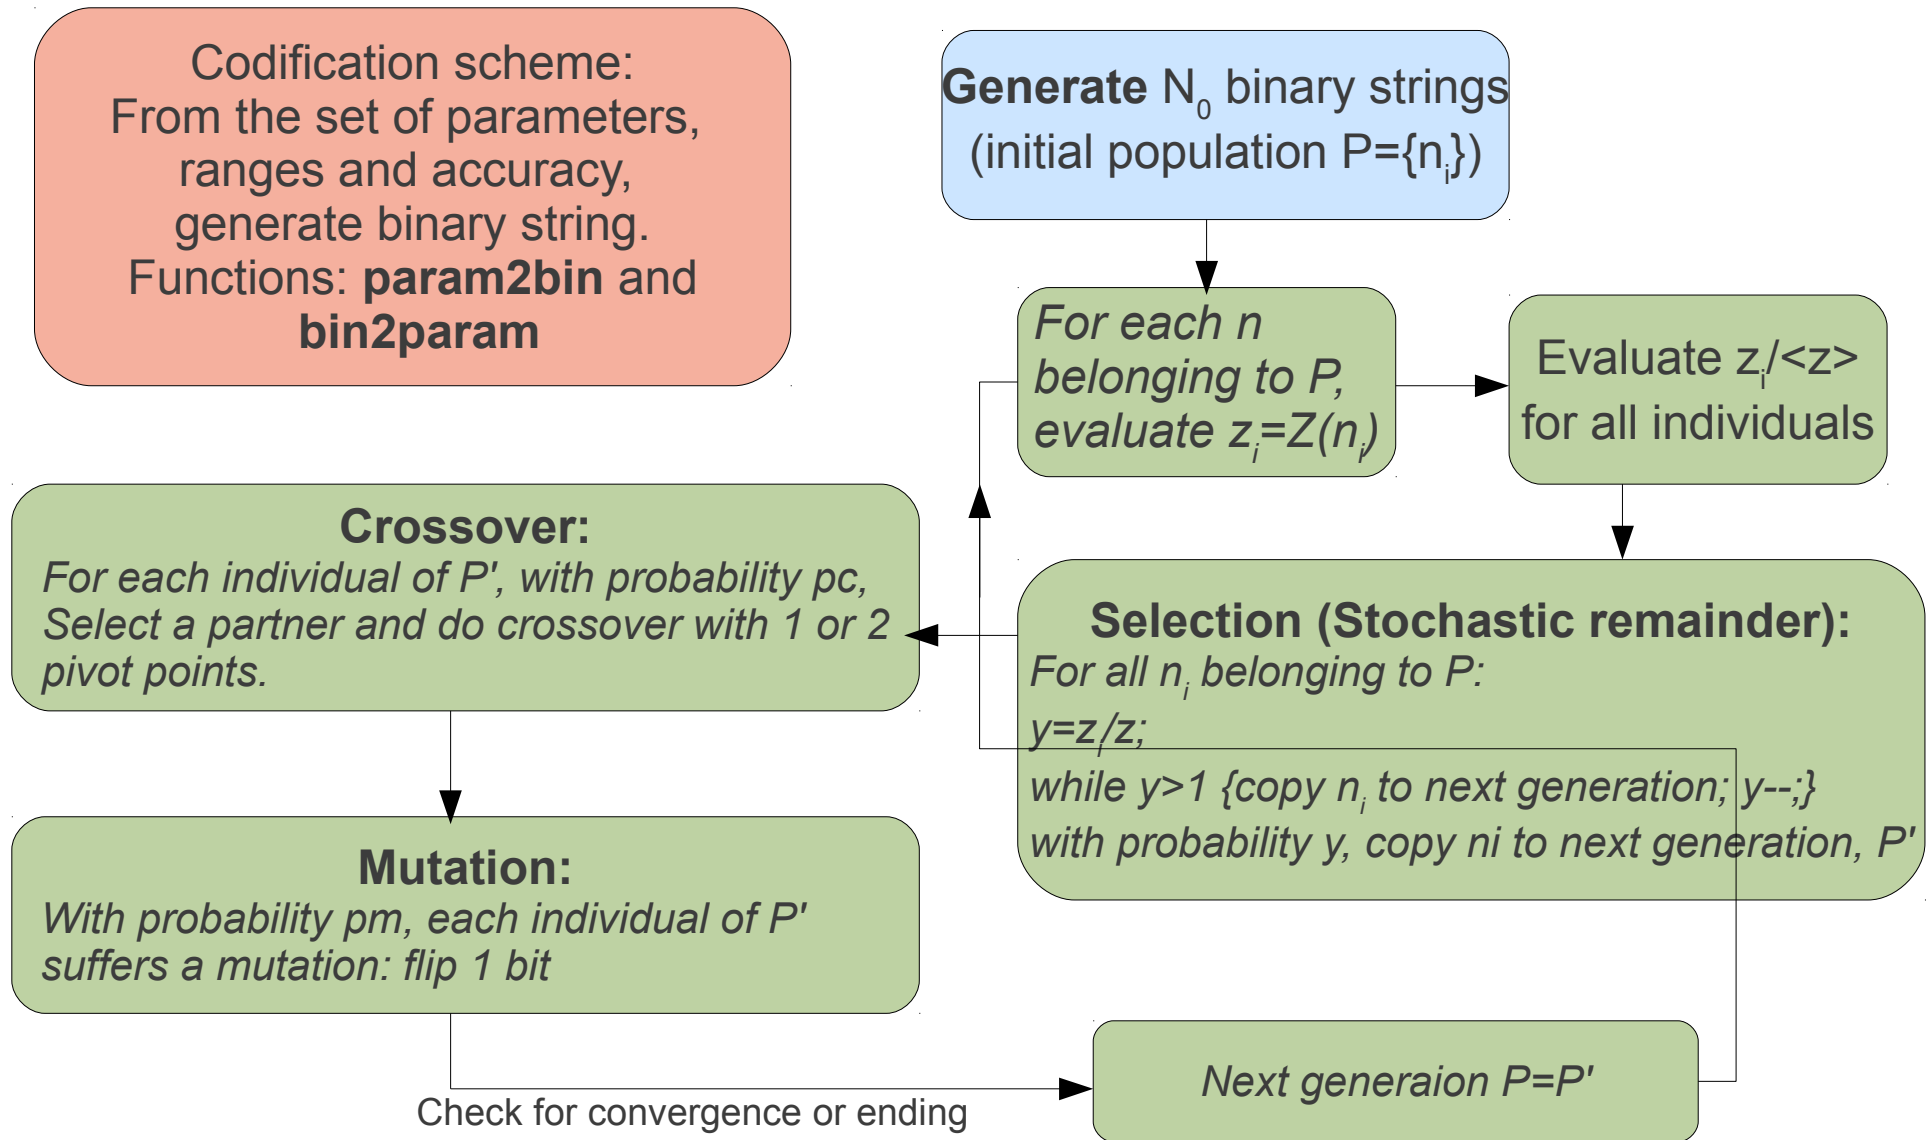 Codification scheme:
From the set of parameters,
ranges and accuracy,
generate binary string.
Functions: param2bin and
bin2param
Generate N₀ binary strings
(initial population P={nᵢ})
For each n
belonging to P,
evaluate zᵢ=Z(nᵢ)
Evaluate zᵢ/<z>
for all individuals
Selection (Stochastic remainder):
For all nᵢ belonging to P:
y=zᵢ/z;
while y>1 {copy nᵢ to next generation; y--;}
with probability y, copy ni to next generation, P'
Crossover:
For each individual of P', with probability pc,
Select a partner and do crossover with 1 or 2
pivot points.
Mutation:
With probability pm, each individual of P'
suffers a mutation: flip 1 bit
Check for convergence or ending
Next generaion P=P'